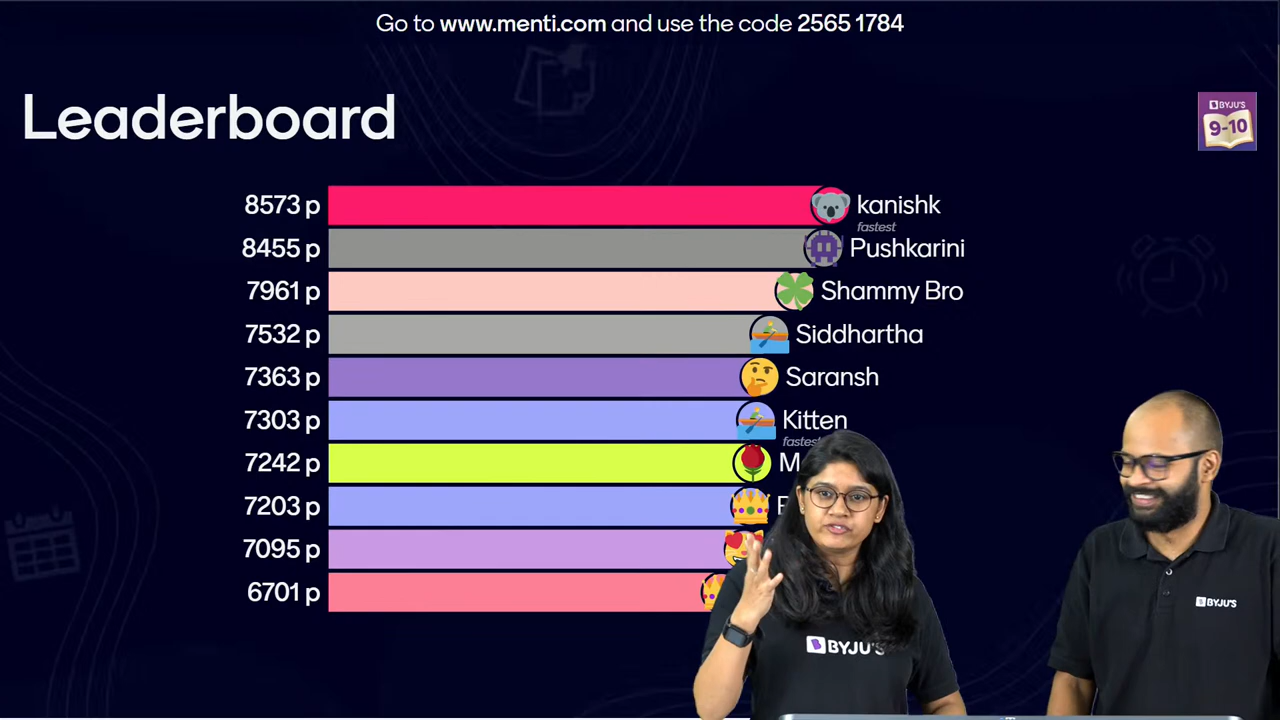 Go to www.menti.com and use the code 2565 1784
Leaderboard
BYJU'S
9-10
8573 p kanishk
fastest
8455 p Pushkarini
7961 p Shammy Bro
7532 p Siddhartha
7363 p Saransh
7303 p Kitten
fastest
7242 p
7203 p
7095 p
6701 p
BYJU'S
BYJU'S